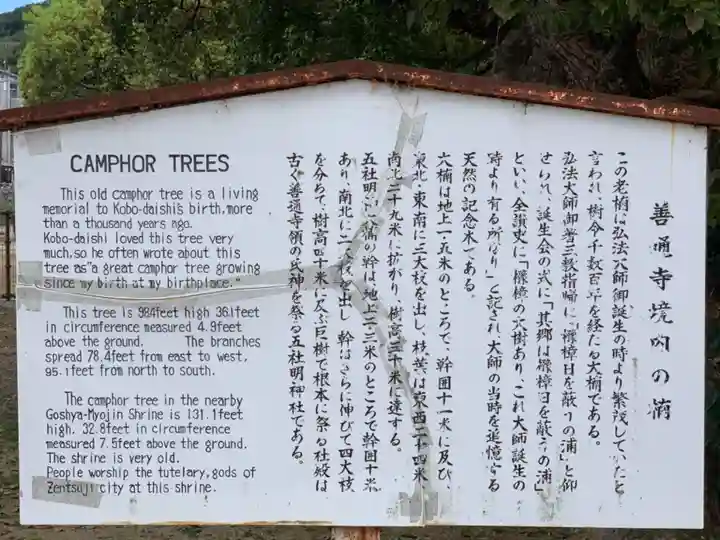 CAMPHOR TREES
This old camphor tree is a living
memorial to Kobo-daishi's birth, more
than a thousand years ago.
Kobo-daishi loved this tree very
much, so he often wrote about this
tree as "a great camphor tree growing
since my birth at my birthplace."
This tree is 98.4feet high 36.1feet
in circumference measured 4.9feet
above the ground. The branches
spread 78.4feet from east to west,
95.1feet from north to south.
The camphor tree in the nearby
Goshya-Myojin Shrine is 131.1feet
high. 32.8feet in circumference
measured 7.5feet above the ground.
The shrine is very old.
People worship the tutelary, gods of
Zentsuji city at this shrine.
善通寺境内の楠
この老楠は弘法大師御誕生の時より繁茂していたと
言われ、樹令千数百年を経たる大楠である。
弘法大師御著三教指帰に「豫樟日を蔽うの浦」と仰
せられ、誕生会の式に「其郷は豫樟日を蔽うの浦」
といい、全讃史に「豫樟の大樹あり、これ大師誕生の
時より有る所なり」と記され、大師の当時を追憶する
天然の記念木である。
大楠は地上一・五米のところで、幹囲十一米に及び、
東北・東南に三大枝を出し、枝葉は東西二十四米
南北二十九米に拡がり、樹高三十米に達する。
五社明神の楠の幹は、地上二・三米のところで幹囲十米
あり、南北に二大枝を出し、幹はさらに伸びて四大枝
を分ちて、樹高四十米に及ぶ巨樹で根本に祭る社殿は
古く善通寺領の氏神を祭る五社明神社である。